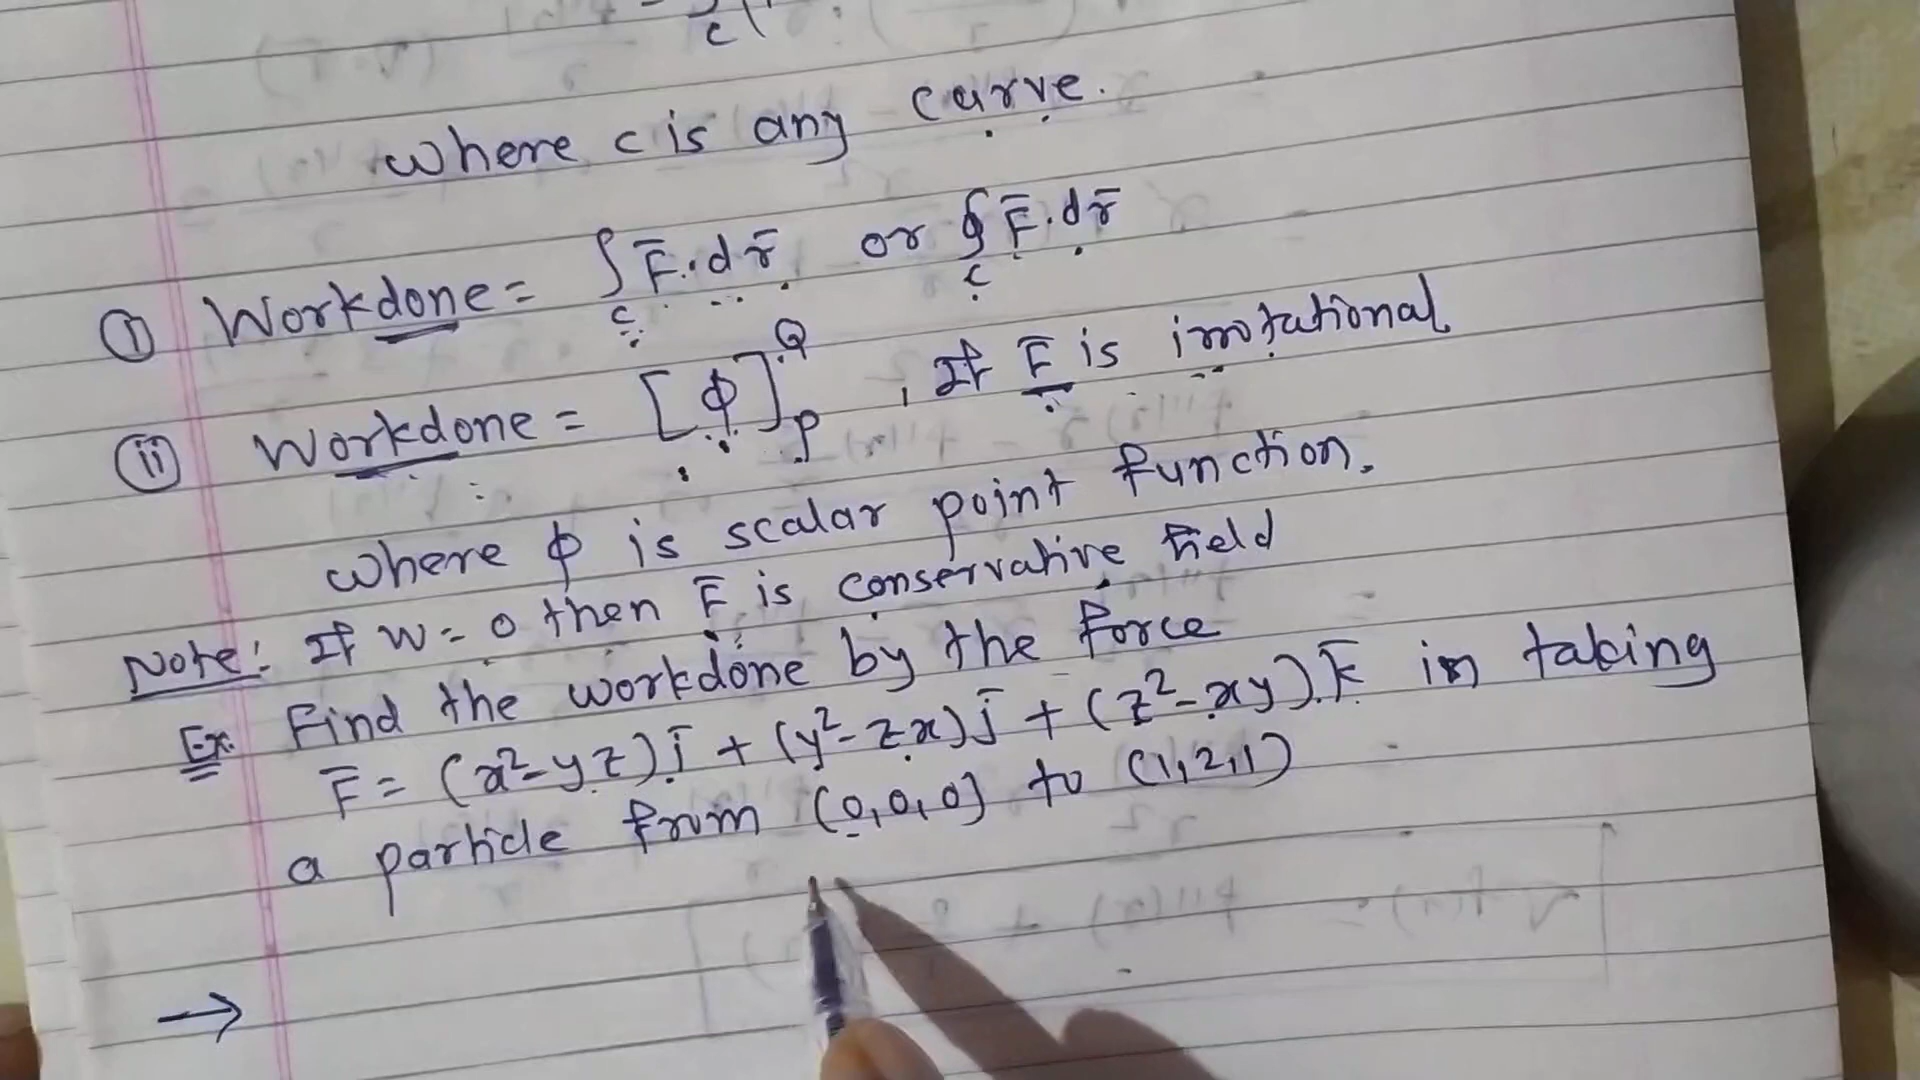 where c is any curve.
(i) Workdone = ∫_c F̄.dr̄ or ∮_c F̄.dr̄
(ii) Workdone = [ϕ]_P^Q , If F̄ is irrotational
where ϕ is scalar point function.
Note: If W=0 then F̄ is conservative field
Ex. Find the workdone by the force
F̄ = (x²-yz)ī + (y²-zx)j̄ + (z²-xy)k̄ in taking
a particle from (0,0,0) to (1,2,1)
→